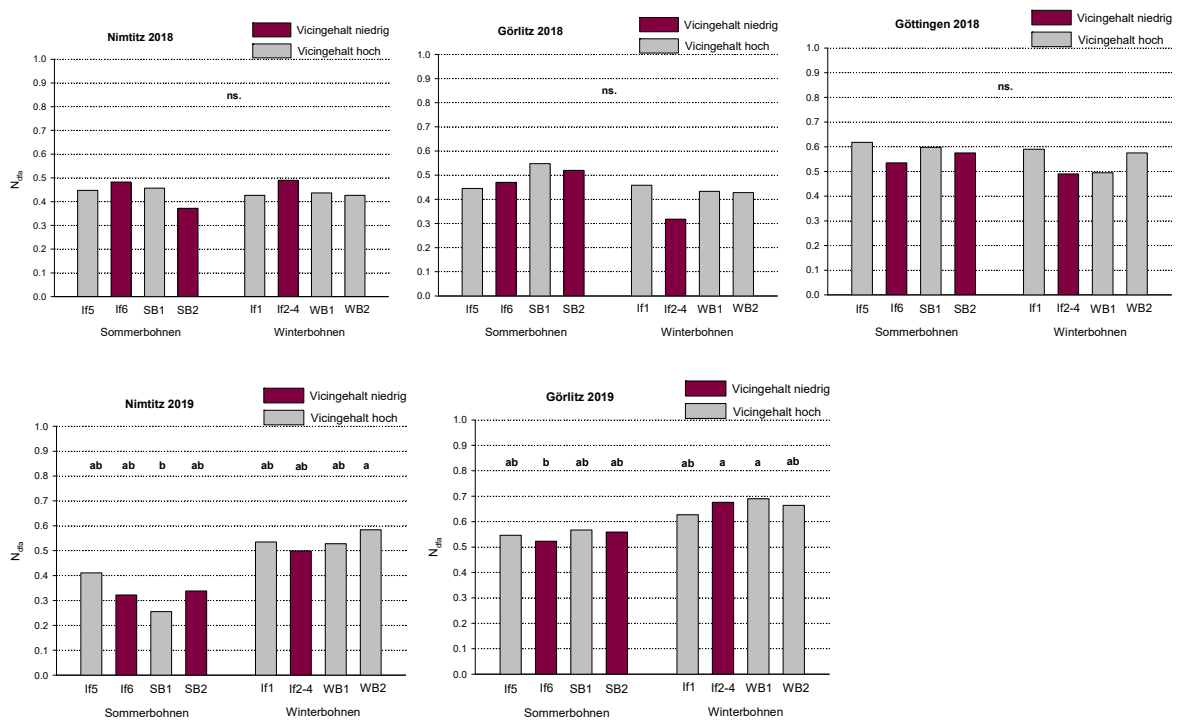 Nimtitz 2018
Vicingehalt niedrig
Vicingehalt hoch
ns.
N dfa
1.0
0.9
0.8
0.7
0.6
0.5
0.4
0.3
0.2
0.1
0.0
If5 If6 SB1 SB2 If1 If2-4 WB1 WB2
Sommerbohnen Winterbohnen
Görlitz 2018
Vicingehalt niedrig
Vicingehalt hoch
ns.
1.0
0.9
0.8
0.7
0.6
0.5
0.4
0.3
0.2
0.1
0.0
If5 If6 SB1 SB2 If1 If2-4 WB1 WB2
Sommerbohnen Winterbohnen
Göttingen 2018
Vicingehalt niedrig
Vicingehalt hoch
ns.
1.0
0.9
0.8
0.7
0.6
0.5
0.4
0.3
0.2
0.1
0.0
If5 If6 SB1 SB2 If1 If2-4 WB1 WB2
Sommerbohnen Winterbohnen
Nimtitz 2019
Vicingehalt niedrig
Vicingehalt hoch
ab ab b ab ab ab ab a
N dfa
1.0
0.9
0.8
0.7
0.6
0.5
0.4
0.3
0.2
0.1
0.0
If5 If6 SB1 SB2 If1 If2-4 WB1 WB2
Sommerbohnen Winterbohnen
Görlitz 2019
Vicingehalt niedrig
Vicingehalt hoch
ab b ab ab ab a a ab
N dfa
1.0
0.9
0.8
0.7
0.6
0.5
0.4
0.3
0.2
0.1
0.0
If5 If6 SB1 SB2 If1 If2-4 WB1 WB2
Sommerbohnen Winterbohnen